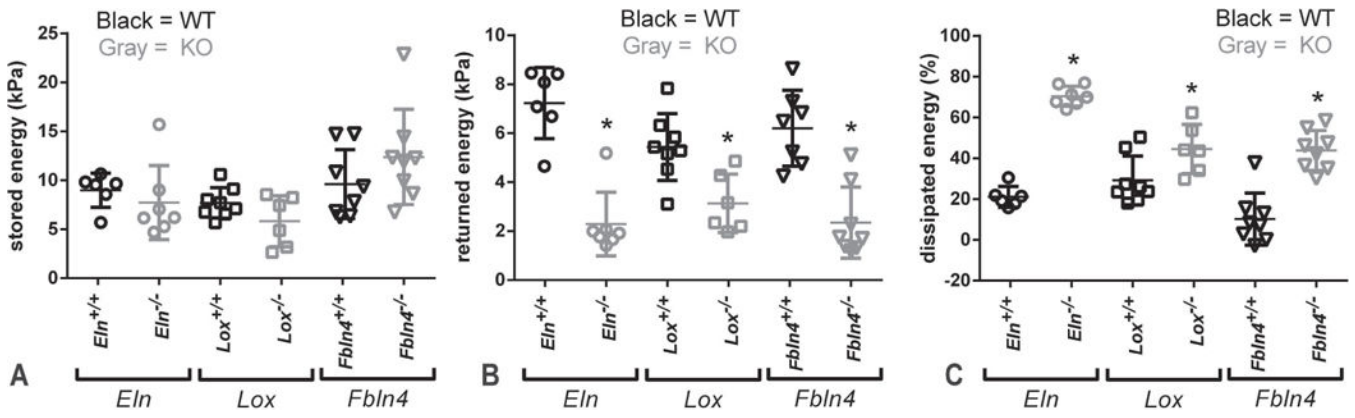 Black = WT
Gray = KO
stored energy (kPa)
25
20
15
10
5
0
Eln+/+
Eln-/-
Lox+/+
Lox-/-
Fbln4+/+
Fbln4-/-
A
Eln
Lox
Fbln4
Black = WT
Gray = KO
returned energy (kPa)
10
8
6
4
2
0
*
*
*
Eln+/+
Eln-/-
Lox+/+
Lox-/-
Fbln4+/+
Fbln4-/-
B
Eln
Lox
Fbln4
Black = WT
Gray = KO
dissipated energy (%)
100
80
60
40
20
0
-20
*
*
*
Eln+/+
Eln-/-
Lox+/+
Lox-/-
Fbln4+/+
Fbln4-/-
C
Eln
Lox
Fbln4